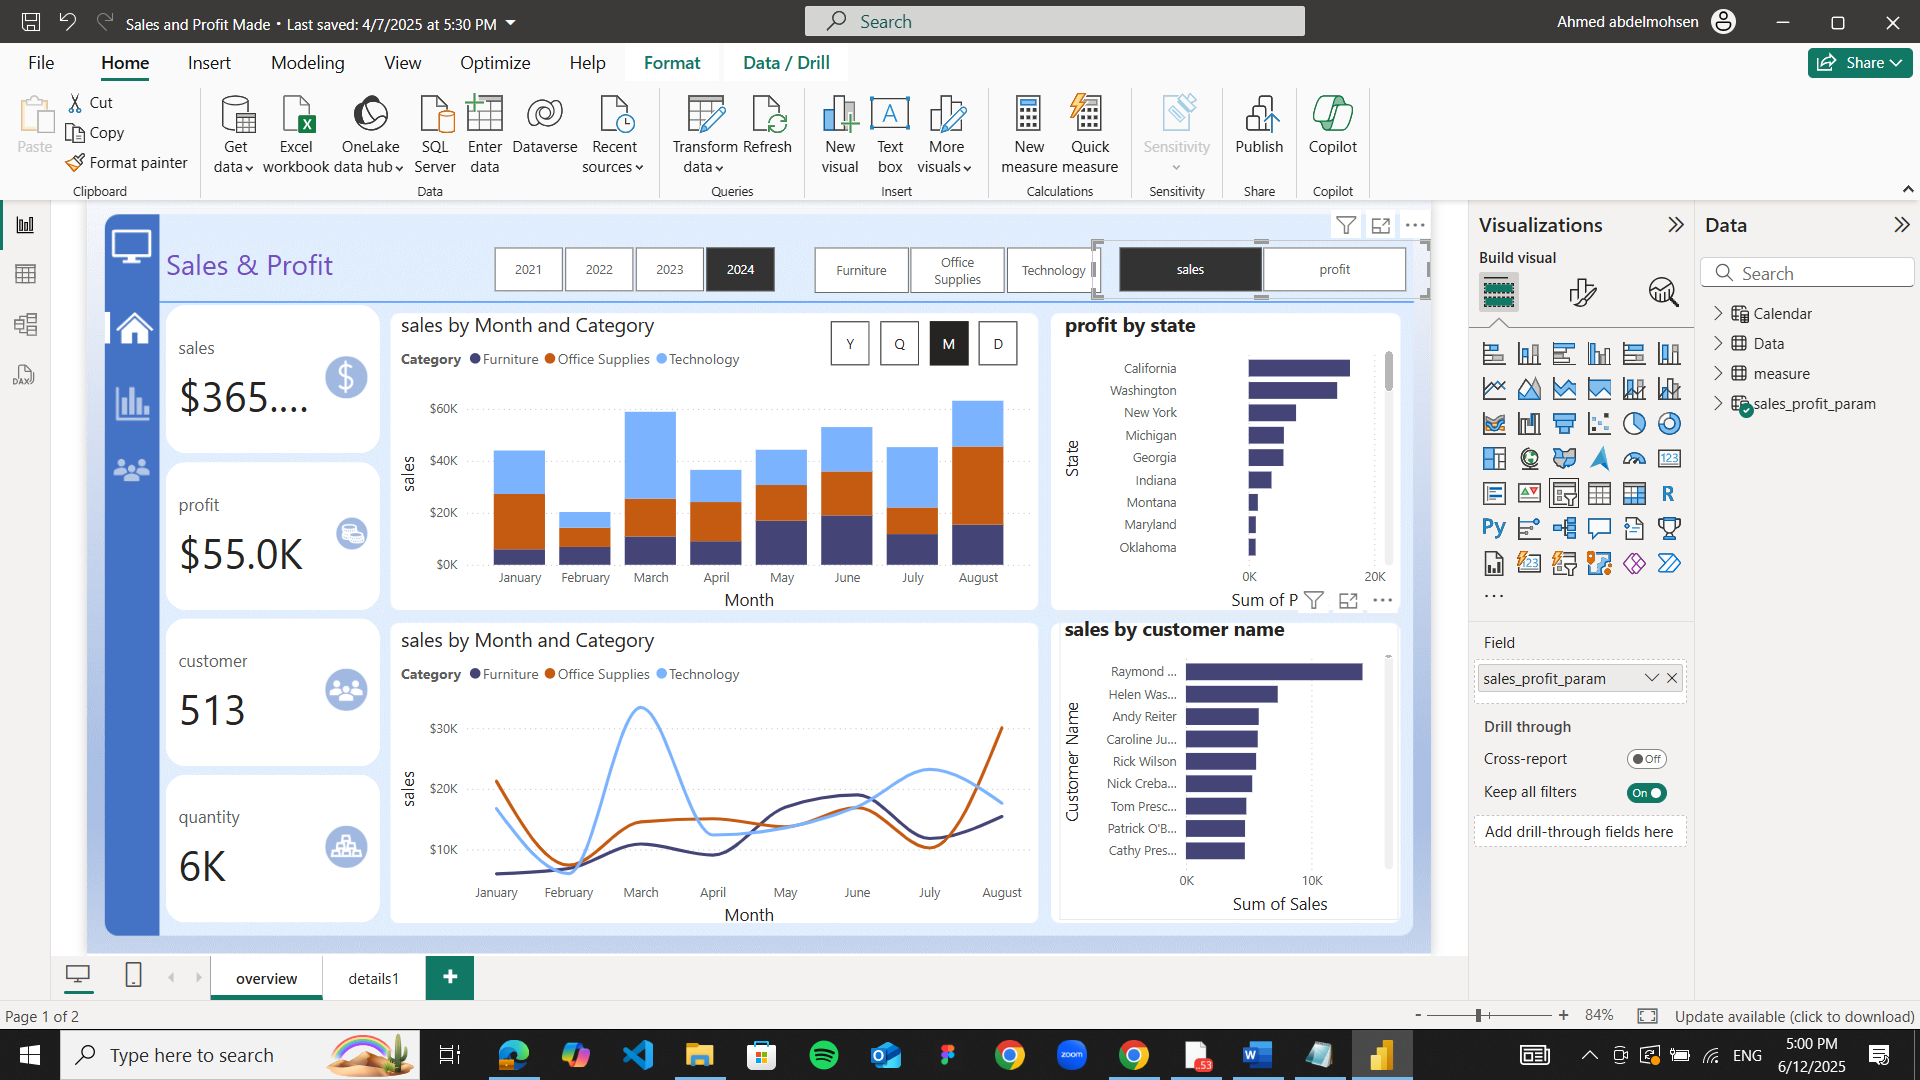 Sales and Profit Made • Last saved: 4/7/2025 at 5:30 PM
Search
Ahmed abdelmohsen
File Home Insert Modeling View Optimize Help Format Data / Drill
Share
Paste
Cut
Copy
Format painter
Clipboard
Get data
Excel workbook
OneLake data hub
SQL Server
Enter data
Dataverse
Recent sources
Data
Transform data
Refresh
Queries
New visual
Text box
More visuals
Insert
New measure
Quick measure
Calculations
Sensitivity
Sensitivity
Publish
Share
Copilot
Copilot
Sales & Profit
2021 2022 2023 2024
Furniture
Office Supplies
Technology
sales profit
sales
$365....
profit
$55.0K
customer
513
quantity
6K
sales by Month and Category
Y Q M D
Category Furniture Office Supplies Technology
sales
$60K
$40K
$20K
$0K
January February March April May June July August
Month
profit by state
State
California
Washington
New York
Michigan
Georgia
Indiana
Montana
Maryland
Oklahoma
0K 20K
Sum of P
sales by Month and Category
Category Furniture Office Supplies Technology
sales
$30K
$20K
$10K
January February March April May June July August
Month
sales by customer name
Customer Name
Raymond ...
Helen Was...
Andy Reiter
Caroline Ju...
Rick Wilson
Nick Creba...
Tom Presc...
Patrick O'B...
Cathy Pres...
0K 10K
Sum of Sales
Visualizations
Build visual
123
R
Py
123
...
Field
sales_profit_param
Drill through
Cross-report
Off
Keep all filters
On
Add drill-through fields here
Data
Search
Calendar
Data
measure
sales_profit_param
DAX
overview details1 +
Page 1 of 2
- + 84%
Update available (click to download)
Type here to search
zoom
.53
ENG
5:00 PM
6/12/2025